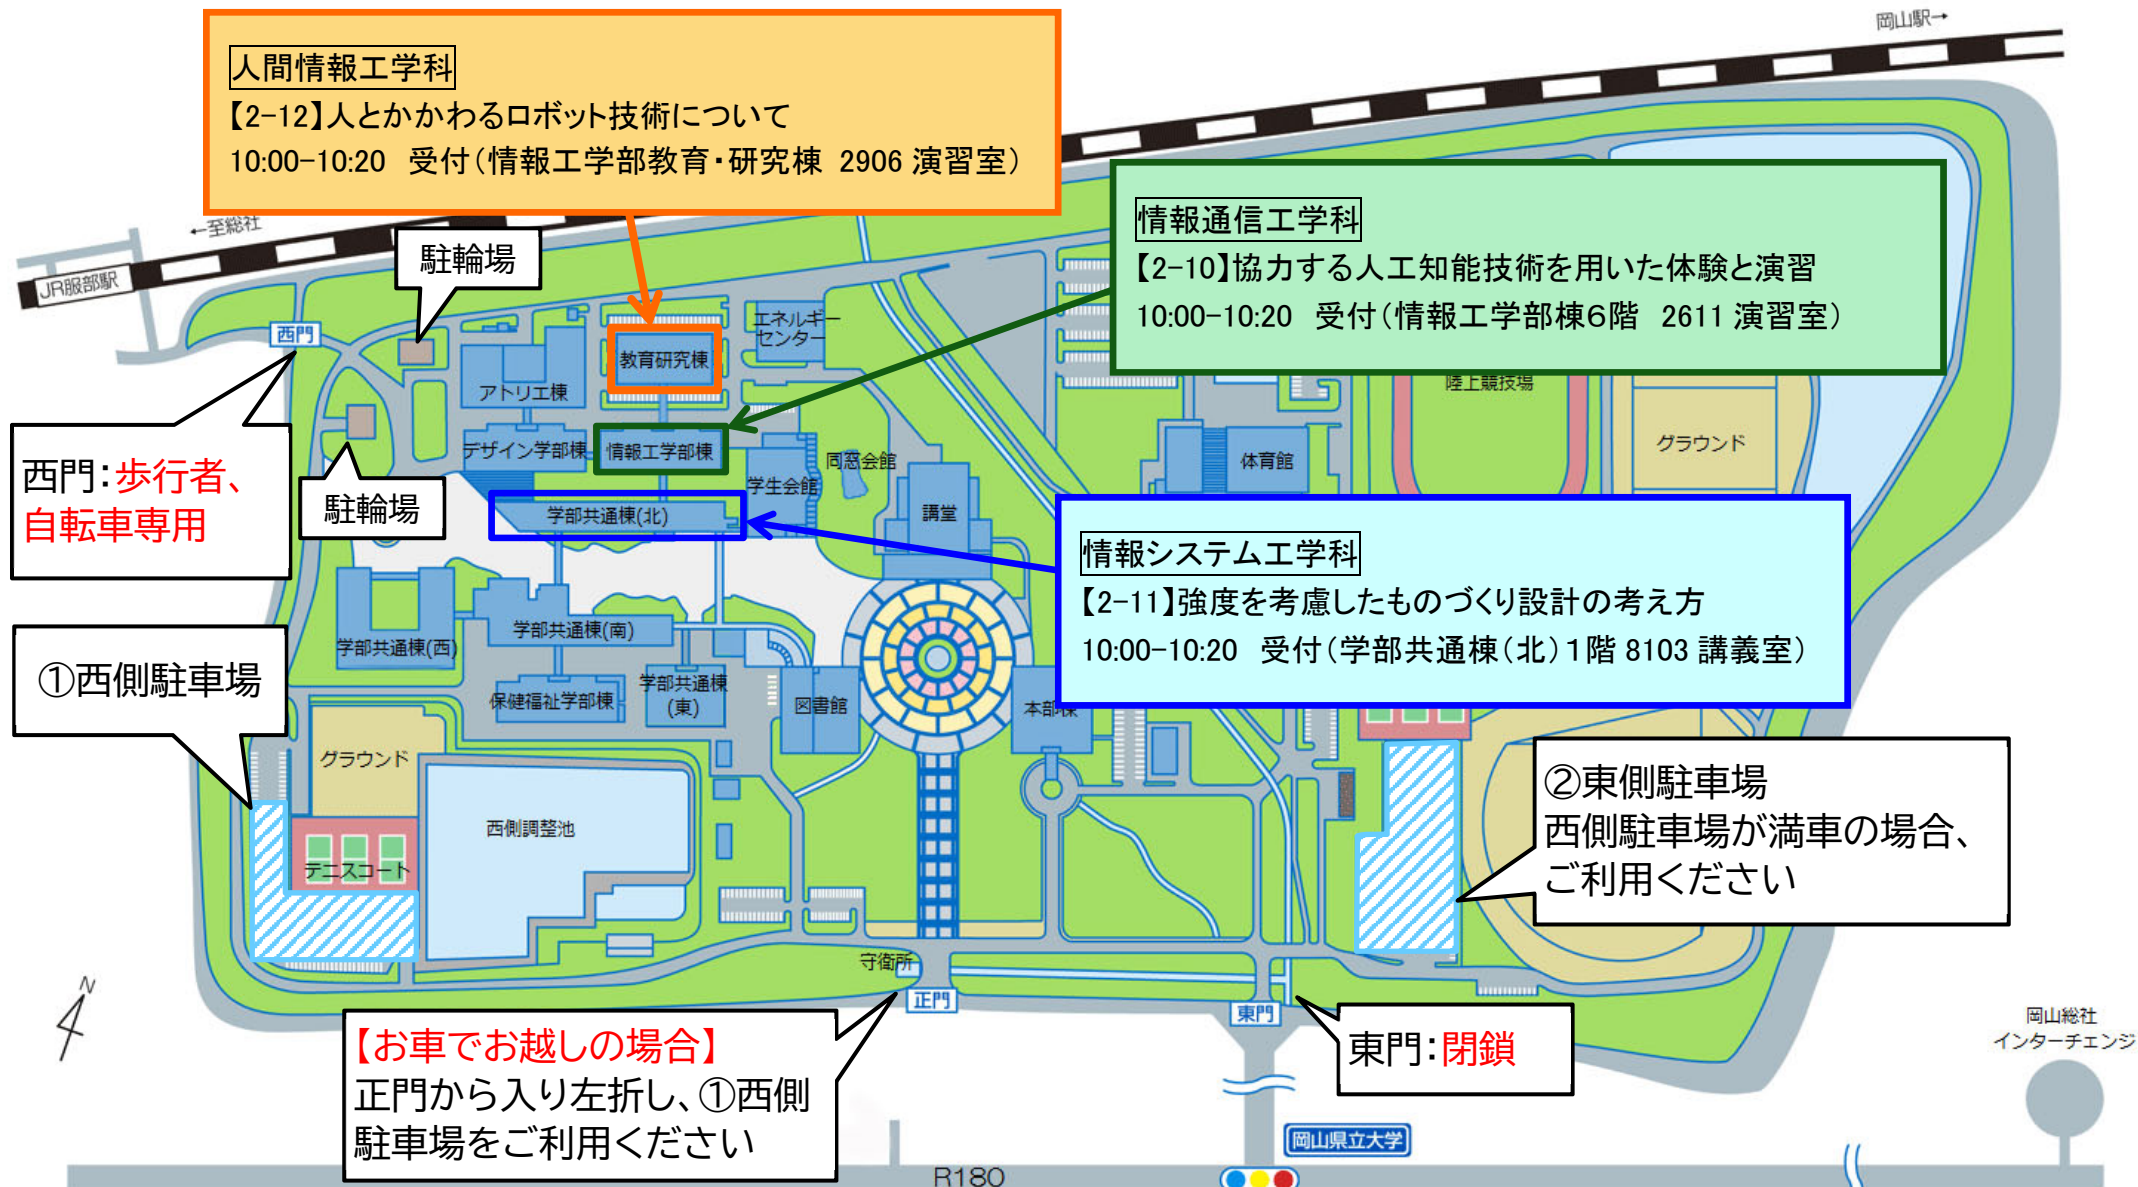 岡山駅→
人間情報工学科
【2-12】人とかかわるロボット技術について
10:00-10:20 受付(情報工学部教育・研究棟 2906 演習室)
情報通信工学科
【2-10】協力する人工知能技術を用いた体験と演習
10:00-10:20 受付(情報工学部棟6階 2611 演習室)
←至総社
JR服部駅
駐輪場
西門
エネルギー
センター
教育研究棟
アトリエ棟
陸上競技場
デザイン学部棟
情報工学部棟
グラウンド
同窓会館
体育館
学生会館
西門:歩行者、
自転車専用
駐輪場
学部共通棟(北)
講堂
情報システム工学科
【2-11】強度を考慮したものづくり設計の考え方
10:00-10:20 受付(学部共通棟(北)1階 8103 講義室)
学部共通棟(西)
学部共通棟(南)
①西側駐車場
保健福祉学部棟
学部共通棟
(東)
図書館
本部棟
グラウンド
②東側駐車場
西側駐車場が満車の場合、
ご利用ください
西側調整池
テニスコート
守衛所
正門
東門
N
【お車でお越しの場合】
正門から入り左折し、①西側
駐車場をご利用ください
東門:閉鎖
岡山総社
インターチェンジ
岡山県立大学
R180